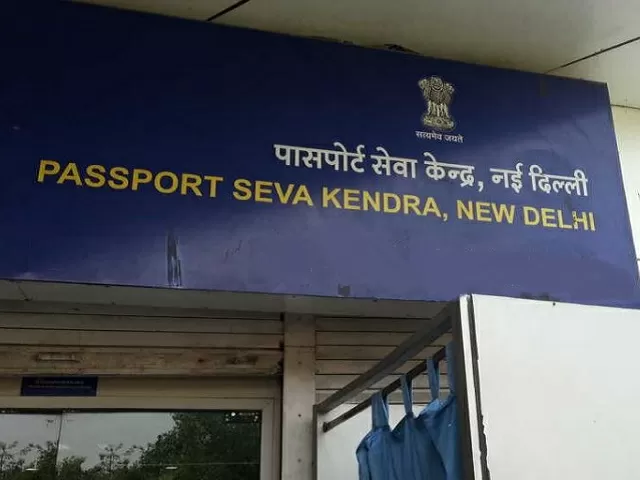 सत्यमेव जयते
पासपोर्ट सेवा केन्द्र, नई दिल्ली
PASSPORT SEVA KENDRA, NEW DELHI